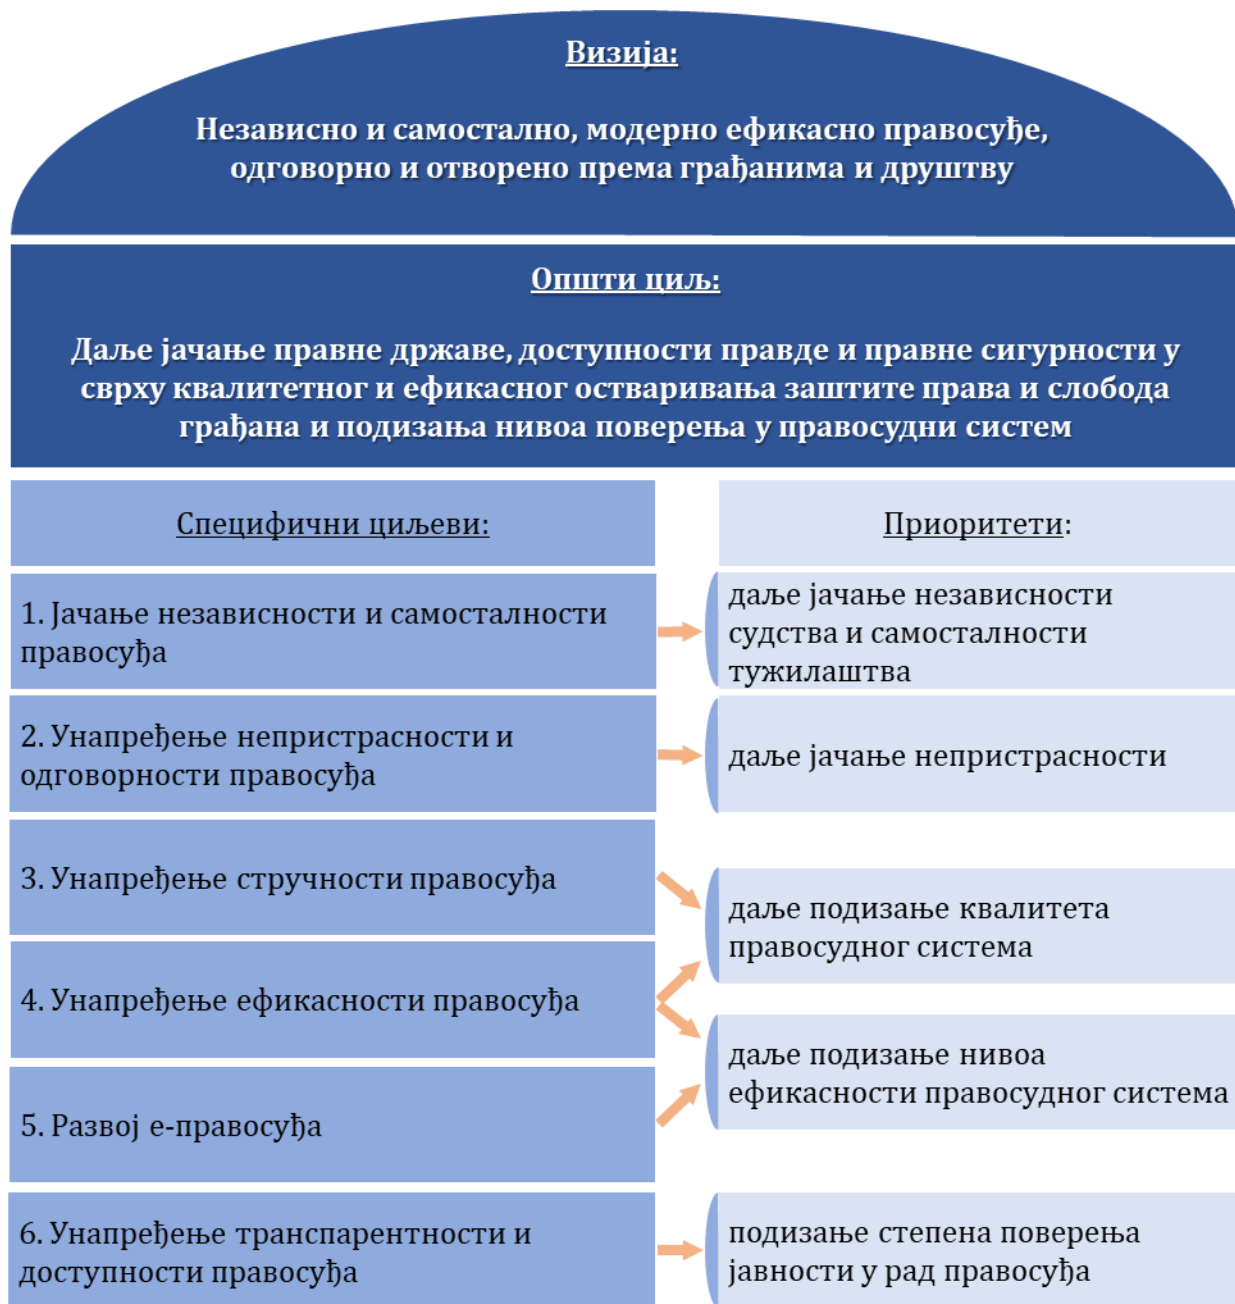 Визија:
Независно и самостално, модерно ефикасно правосуђе,
одговорно и отворено према грађанима и друштву
Општи циљ:
Даље јачање правне државе, доступности правде и правне сигурности у
сврху квалитетног и ефикасног остваривања заштите права и слобода
грађана и подизања нивоа поверења у правосудни систем
Специфични циљеви:
Приоритети:
1. Јачање независности и самосталности
правосуђа
даље јачање независности
судства и самосталности
тужилаштва
2. Унапређење непристрасности и
одговорности правосуђа
даље јачање непристрасности
3. Унапређење стручности правосуђа
даље подизање квалитета
правосудног система
4. Унапређење ефикасности правосуђа
даље подизање нивоа
ефикасности правосудног система
5. Развој е-правосуђа
6. Унапређење транспарентности и
доступности правосуђа
подизање степена поверења
јавности у рад правосуђа